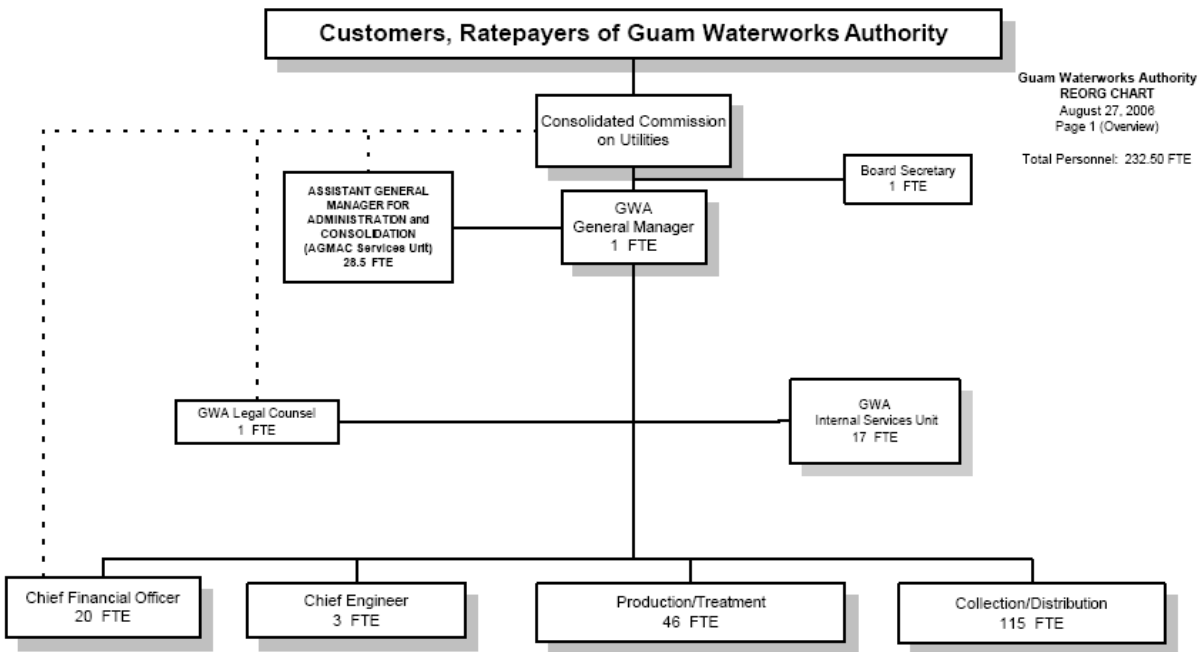 Customers, Ratepayers of Guam Waterworks Authority
Guam Waterworks Authority
REORG CHART
August 27, 2006
Page 1 (Overview)
Total Personnel: 232.50 FTE
Consolidated Commission
on Utilities
Board Secretary
1 FTE
ASSISTANT GENERAL
MANAGER FOR
ADMINISTRATION and
CONSOLIDATION
(AGMAC Services Unit)
28.5 FTE
GWA
General Manager
1 FTE
GWA Legal Counsel
1 FTE
GWA
Internal Services Unit
17 FTE
Chief Financial Officer
20 FTE
Chief Engineer
3 FTE
Production/Treatment
46 FTE
Collection/Distribution
115 FTE